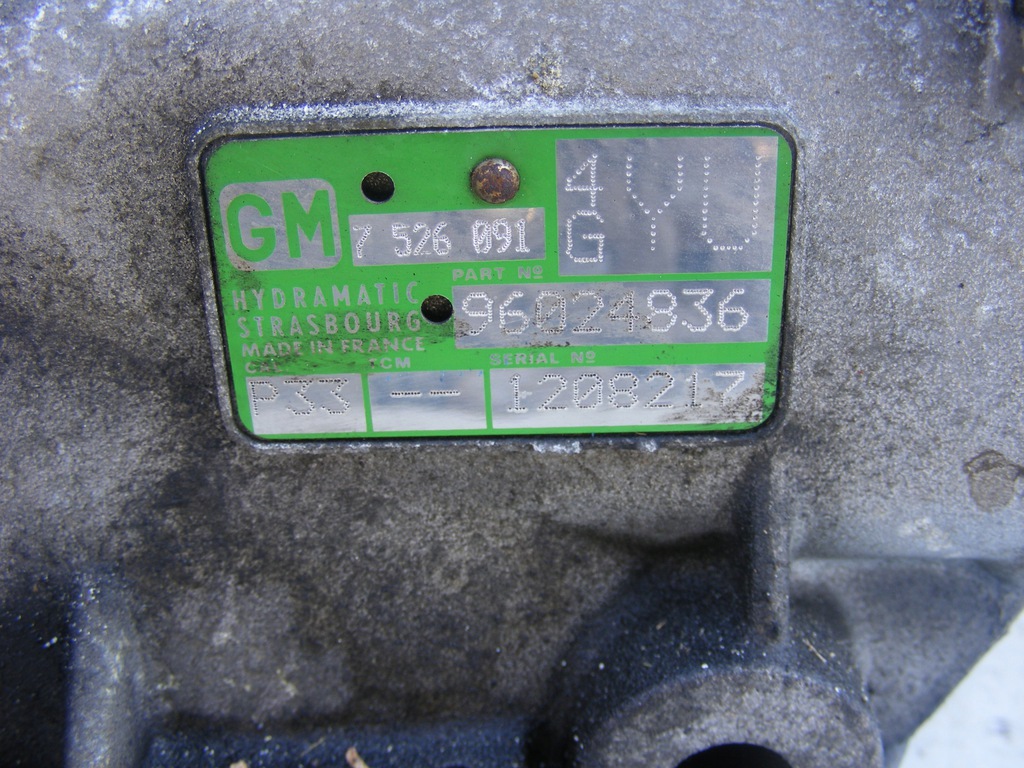 GM
7 526 091
4 YU
G
PART Nº
HYDRAMATIC
96024836
STRASBOURG
MADE IN FRANCE
SERIAL Nº
P33
--
1208217